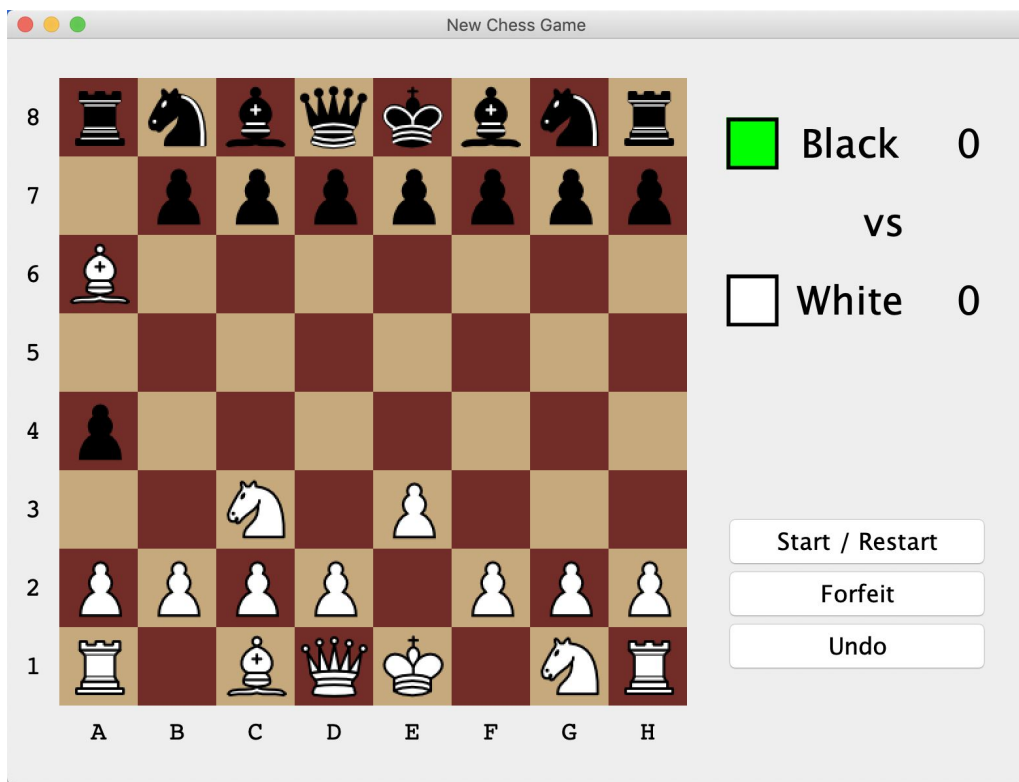 New Chess Game
8
Black 0
7
vs
6
White 0
5
4
3
Start / Restart
2
Forfeit
Undo
1
A B C D E F G H